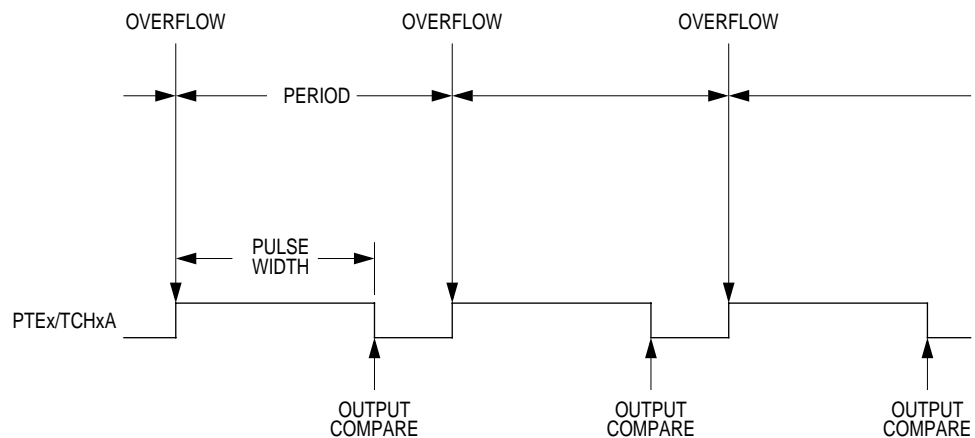 OVERFLOW
OVERFLOW
OVERFLOW
PERIOD
PULSE
WIDTH
PTEx/TCHxA
OUTPUT
COMPARE
OUTPUT
COMPARE
OUTPUT
COMPARE